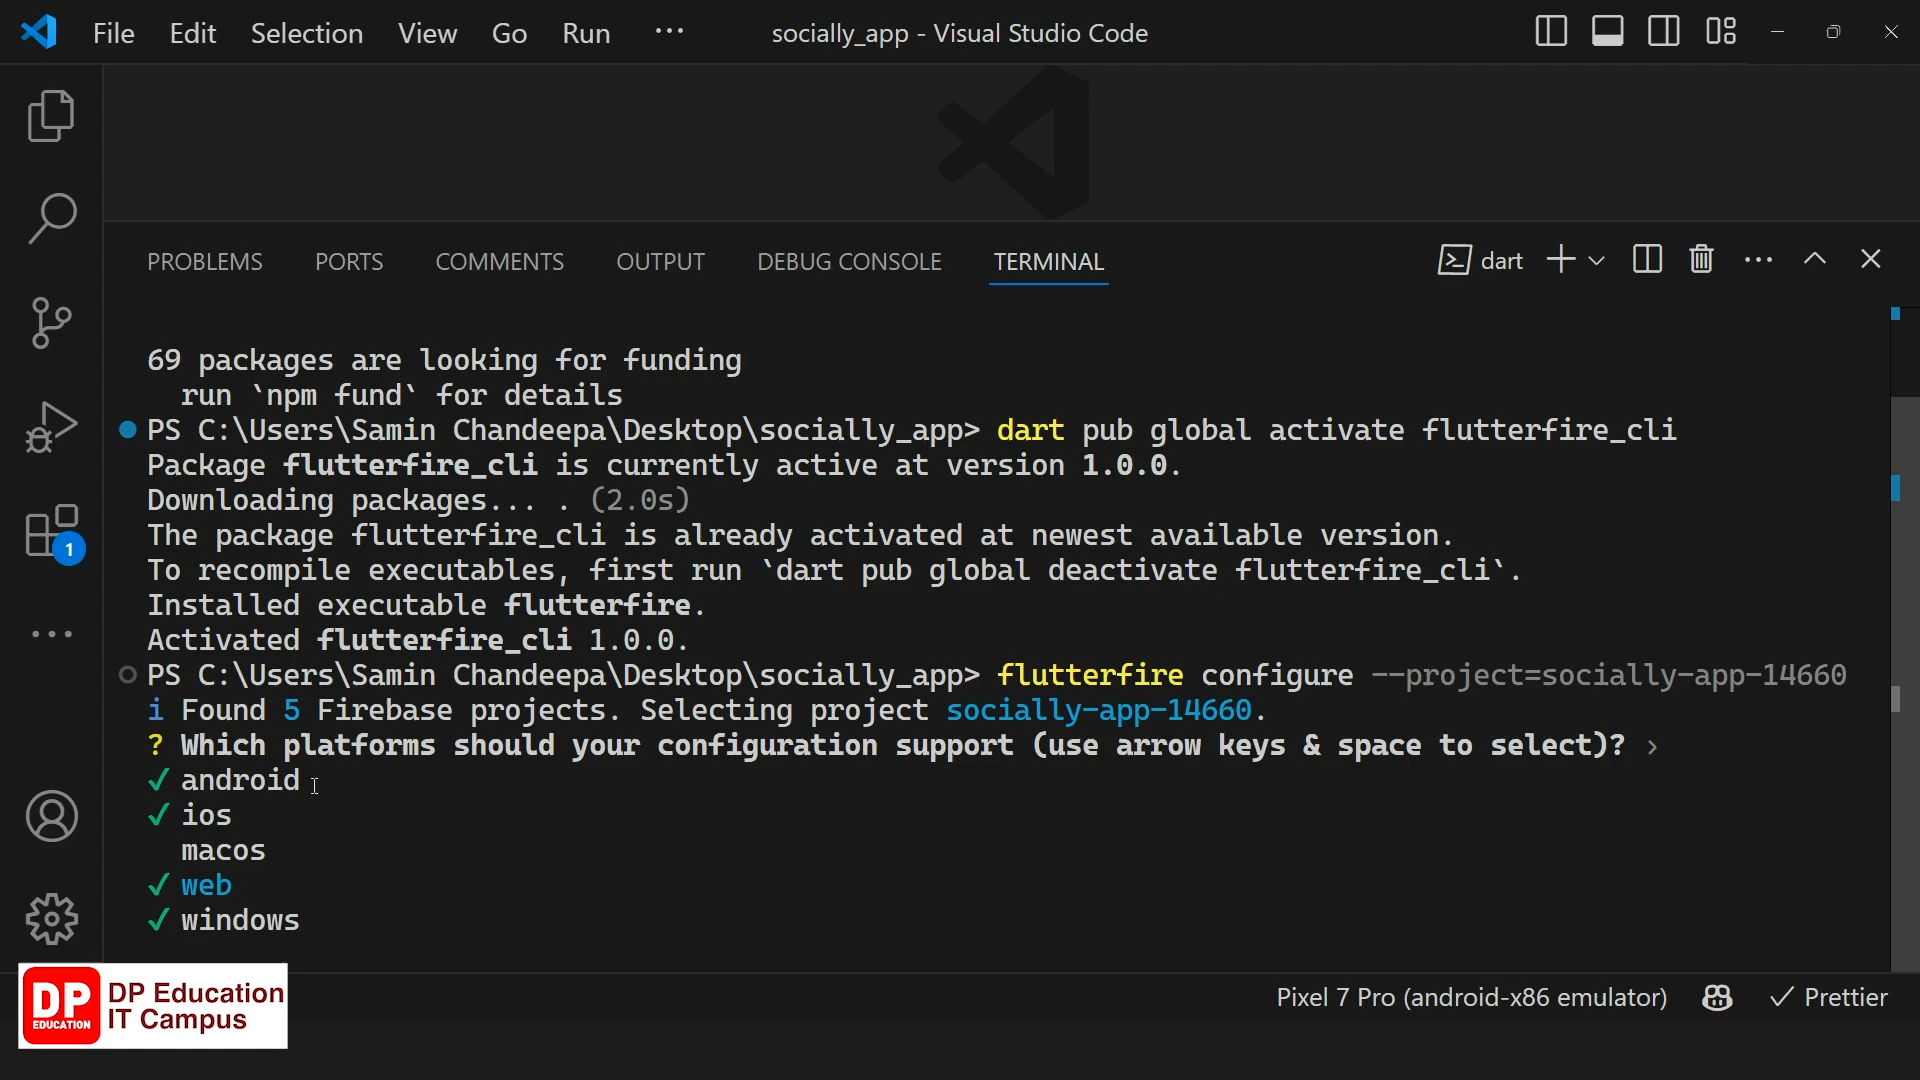 File Edit Selection View Go Run ··· socially_app - Visual Studio Code
PROBLEMS PORTS COMMENTS OUTPUT DEBUG CONSOLE TERMINAL dart
69 packages are looking for funding
run `npm fund` for details
PS C:\Users\Samin Chandeepa\Desktop\socially_app> dart pub global activate flutterfire_cli
Package flutterfire_cli is currently active at version 1.0.0.
Downloading packages... . (2.0s)
The package flutterfire_cli is already activated at newest available version.
To recompile executables, first run `dart pub global deactivate flutterfire_cli`.
Installed executable flutterfire.
Activated flutterfire_cli 1.0.0.
PS C:\Users\Samin Chandeepa\Desktop\socially_app> flutterfire configure --project=socially-app-14660
i Found 5 Firebase projects. Selecting project socially-app-14660.
? Which platforms should your configuration support (use arrow keys & space to select)? ›
✓ android
✓ ios
macos
✓ web
✓ windows
1
Pixel 7 Pro (android-x86 emulator) Prettier
DP EDUCATION
DP Education
IT Campus